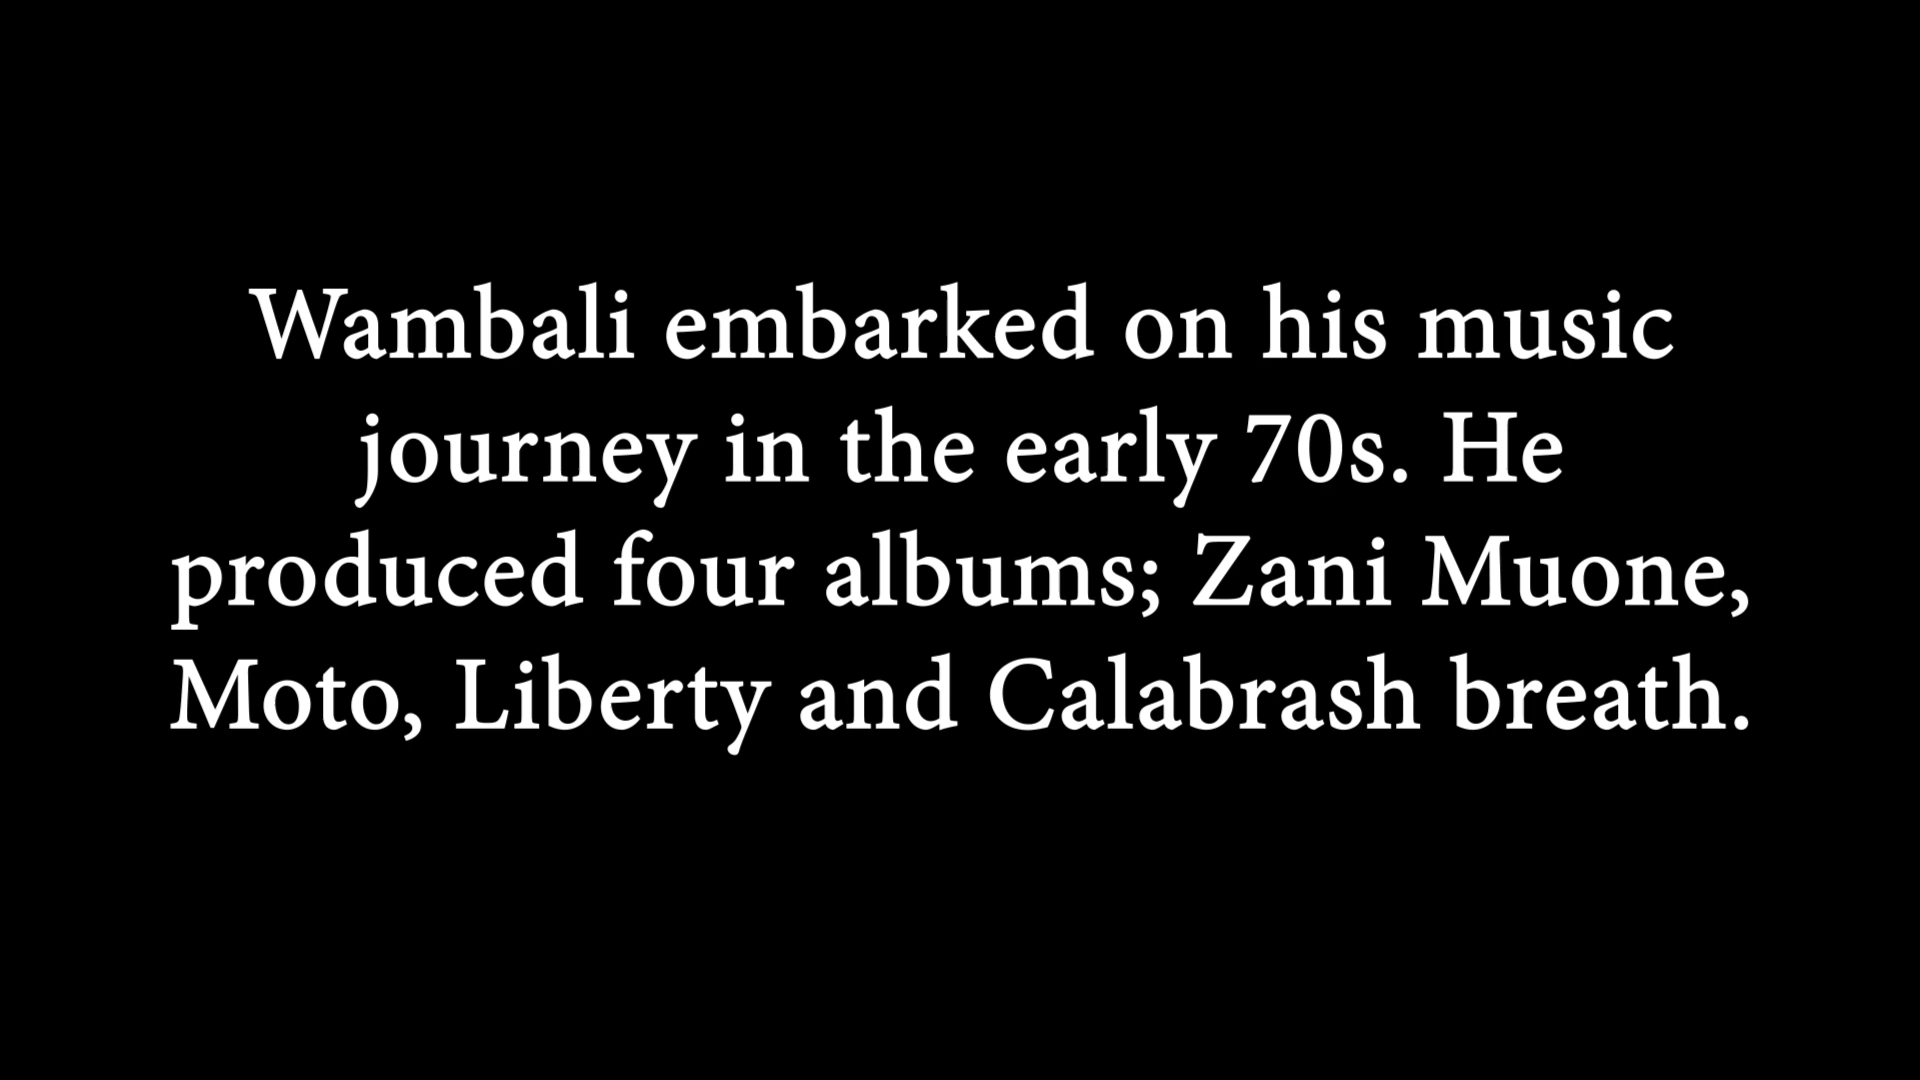 Wambali embarked on his music
journey in the early 70s. He
produced four albums; Zani Muone,
Moto, Liberty and Calabrash breath.